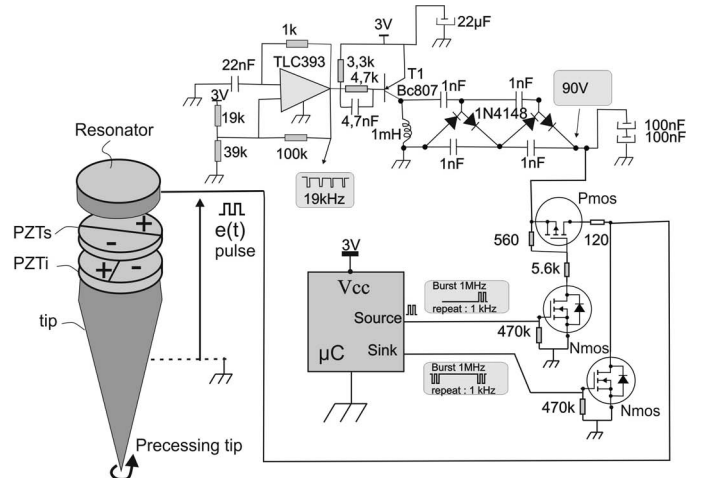 1k
3V
22µF
22nF
TLC393
3,3k
4,7k
T1
Bc807
1nF
1nF
90V
3V
19k
39k
100k
4,7nF
1mH
1N4148
1nF
1nF
100nF
100nF
19kHz
Resonator
PZTs
+
-
PZTi
+
-
e(t)
pulse
tip
Precessing tip
Pmos
560
120
5.6k
3V
Vcc
Source
µC
Sink
Burst 1MHz
repeat : 1 kHz
470k
Nmos
Burst 1MHz
repeat : 1 kHz
470k
Nmos